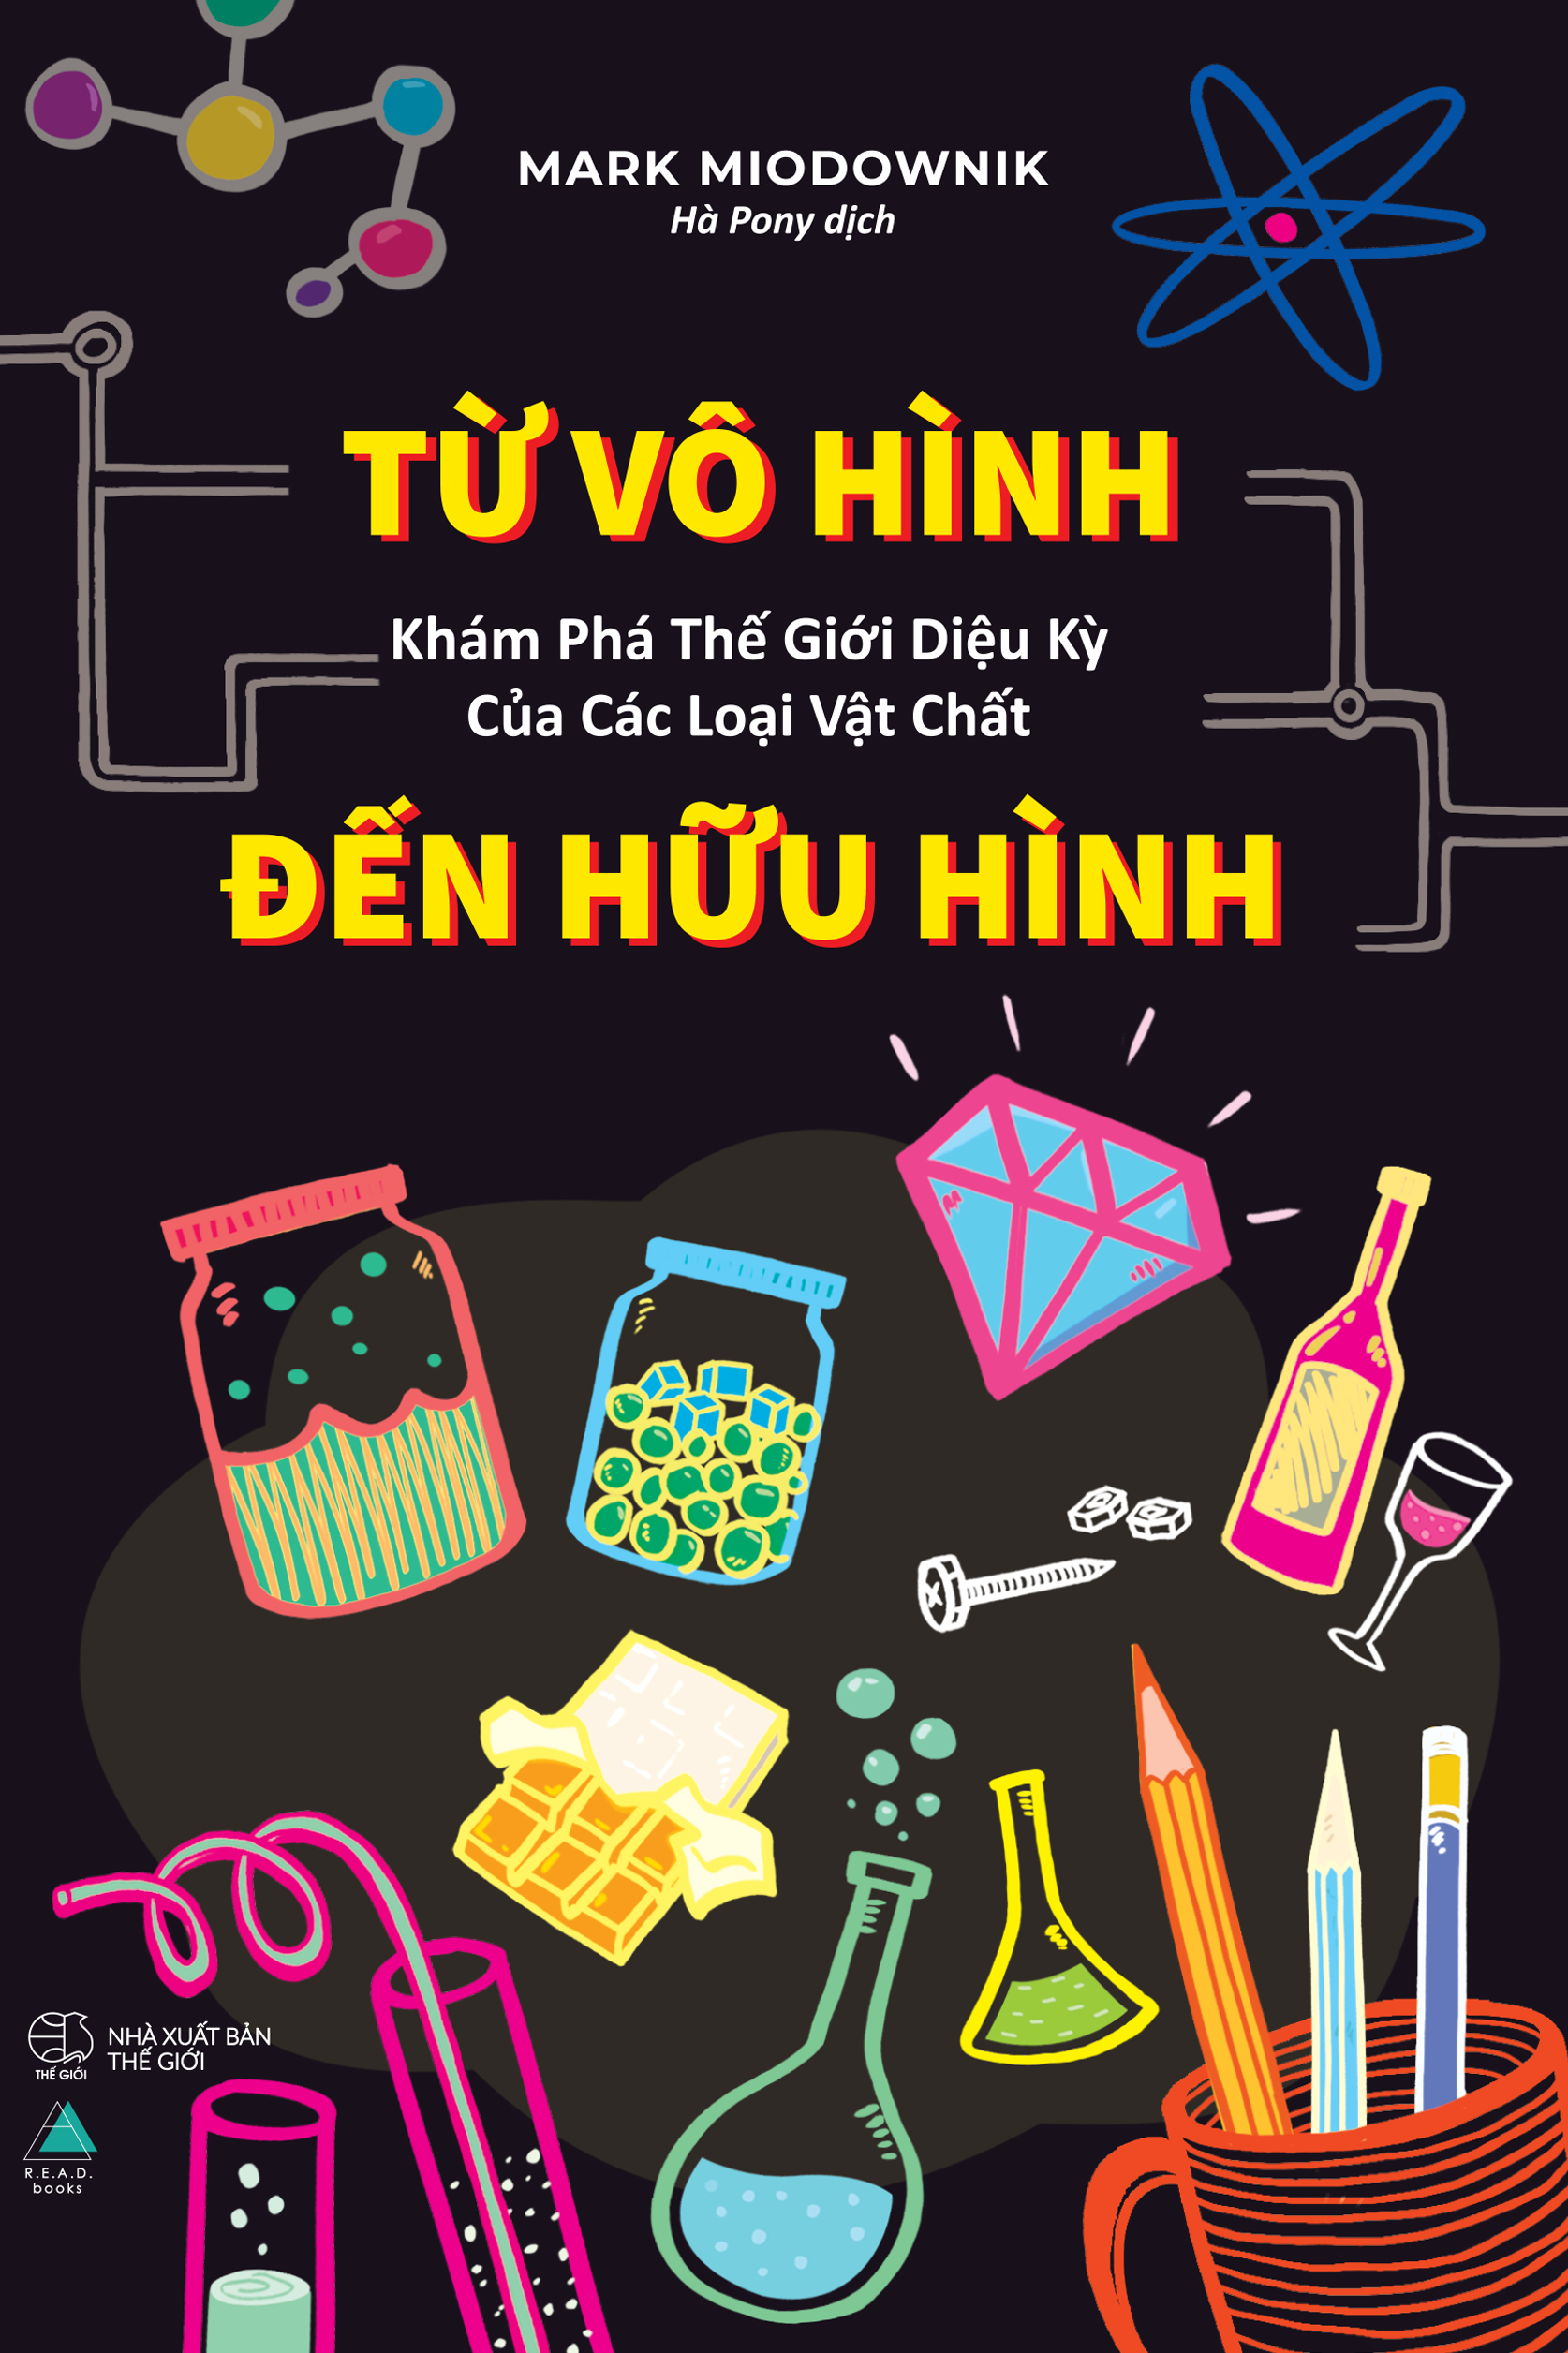 MARK MIODOWNIK
Hà Pony dịch
TỪ VÔ HÌNH
Khám Phá Thế Giới Diệu Kỳ
Của Các Loại Vật Chất
ĐẾN HỮU HÌNH
NHÀ XUẤT BẢN
THẾ GIỚI
THẾ GIỚI
R.E.A.D.
books